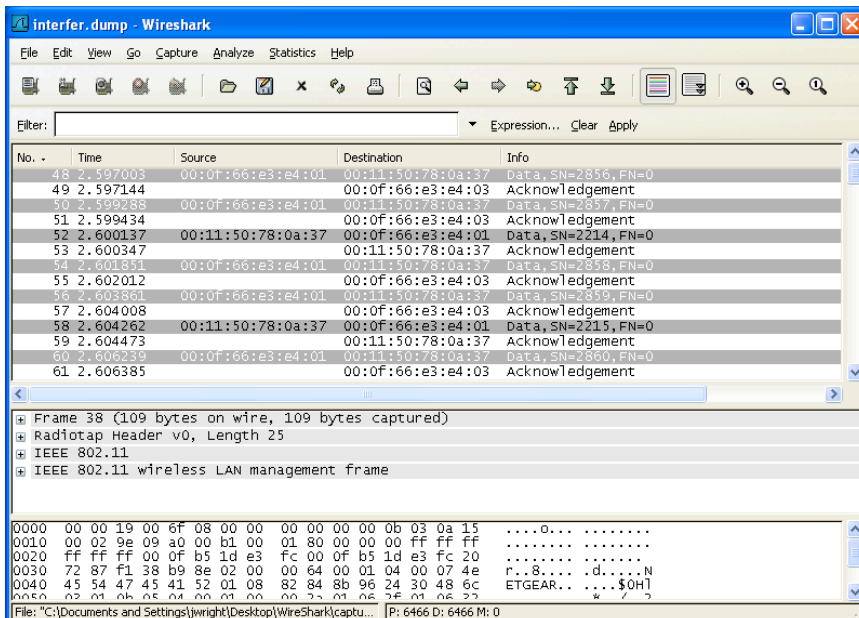 interfer.dump - Wireshark
File Edit View Go Capture Analyze Statistics Help
Filter: Expression... Clear Apply
No. Time Source Destination Info
48 2.597003 00:0f:66:e3:e4:01 00:11:50:78:0a:37 Data,SN=2856,FN=0
49 2.597144 00:0f:66:e3:e4:03 Acknowledgement
50 2.599288 00:0f:66:e3:e4:01 00:11:50:78:0a:37 Data,SN=2857,FN=0
51 2.599434 00:0f:66:e3:e4:03 Acknowledgement
52 2.600137 00:11:50:78:0a:37 00:0f:66:e3:e4:01 Data,SN=2214,FN=0
53 2.600347 00:11:50:78:0a:37 Acknowledgement
54 2.601851 00:0f:66:e3:e4:01 00:11:50:78:0a:37 Data,SN=2858,FN=0
55 2.602012 00:0f:66:e3:e4:03 Acknowledgement
56 2.603861 00:0f:66:e3:e4:01 00:11:50:78:0a:37 Data,SN=2859,FN=0
57 2.604008 00:0f:66:e3:e4:03 Acknowledgement
58 2.604262 00:11:50:78:0a:37 00:0f:66:e3:e4:01 Data,SN=2215,FN=0
59 2.604473 00:11:50:78:0a:37 Acknowledgement
60 2.606239 00:0f:66:e3:e4:01 00:11:50:78:0a:37 Data,SN=2860,FN=0
61 2.606385 00:0f:66:e3:e4:03 Acknowledgement
Frame 38 (109 bytes on wire, 109 bytes captured)
Radiotap Header v0, Length 25
IEEE 802.11
IEEE 802.11 wireless LAN management frame
0000 00 00 19 00 6f 08 00 00 00 00 00 00 0b 03 0a 15 ....o... ........
0010 00 02 9e 09 a0 00 b1 00 01 80 00 00 00 ff ff ff ........ ........
0020 ff ff ff 00 0f b5 1d e3 fc 00 0f b5 1d e3 fc 20 ........ .......
0030 72 87 f1 38 b9 8e 02 00 00 64 00 01 04 00 07 4e r..8.... .d.....N
0040 45 54 47 45 41 52 01 08 82 84 8b 96 24 30 48 6c ETGEAR.. ....$0Hl
0050 03 01 0b 05 04 00 01 00 00 2a 01 06 2f 01 06 32 ........ .*../..2
File: "C:\Documents and Settings\jwright\Desktop\WireShark\captu... P: 6466 D: 6466 M: 0